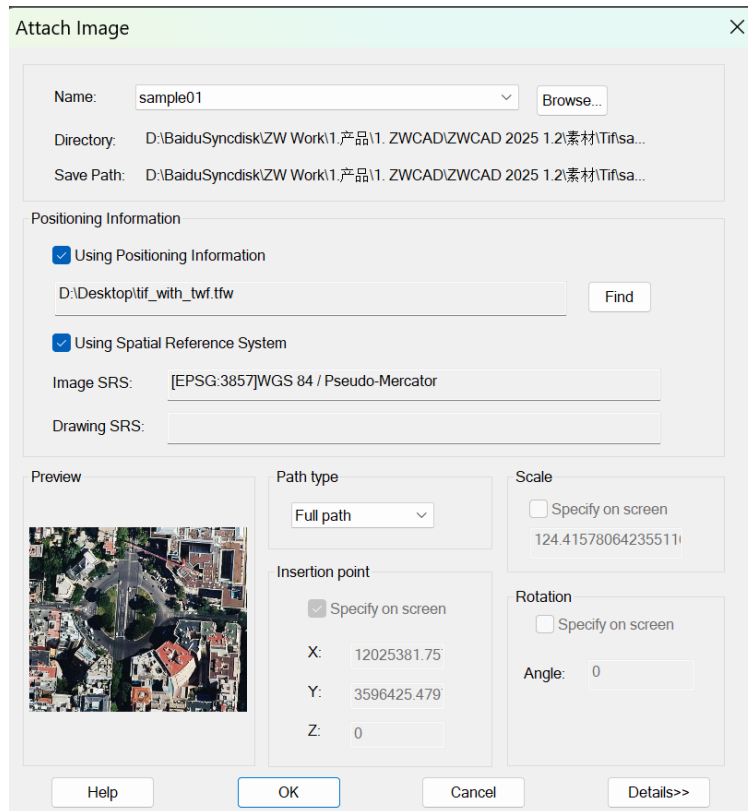 Attach Image
Name:
sample01
Browse...
Directory:
D:\BaiduSyncdisk\ZW Work\1.产品\1. ZWCAD\ZWCAD 2025 1.2\素材\Tif\sa...
Save Path:
D:\BaiduSyncdisk\ZW Work\1.产品\1. ZWCAD\ZWCAD 2025 1.2\素材\Tif\sa...
Positioning Information
Using Positioning Information
D:\Desktop\tif_with_twf.tfw
Find
Using Spatial Reference System
Image SRS:
[EPSG:3857]WGS 84 / Pseudo-Mercator
Drawing SRS:
Preview
Path type
Full path
Insertion point
Specify on screen
X:
12025381.75
Y:
3596425.479
Z:
0
Scale
Specify on screen
124.4157806423551
Rotation
Specify on screen
Angle:
0
Help
OK
Cancel
Details>>